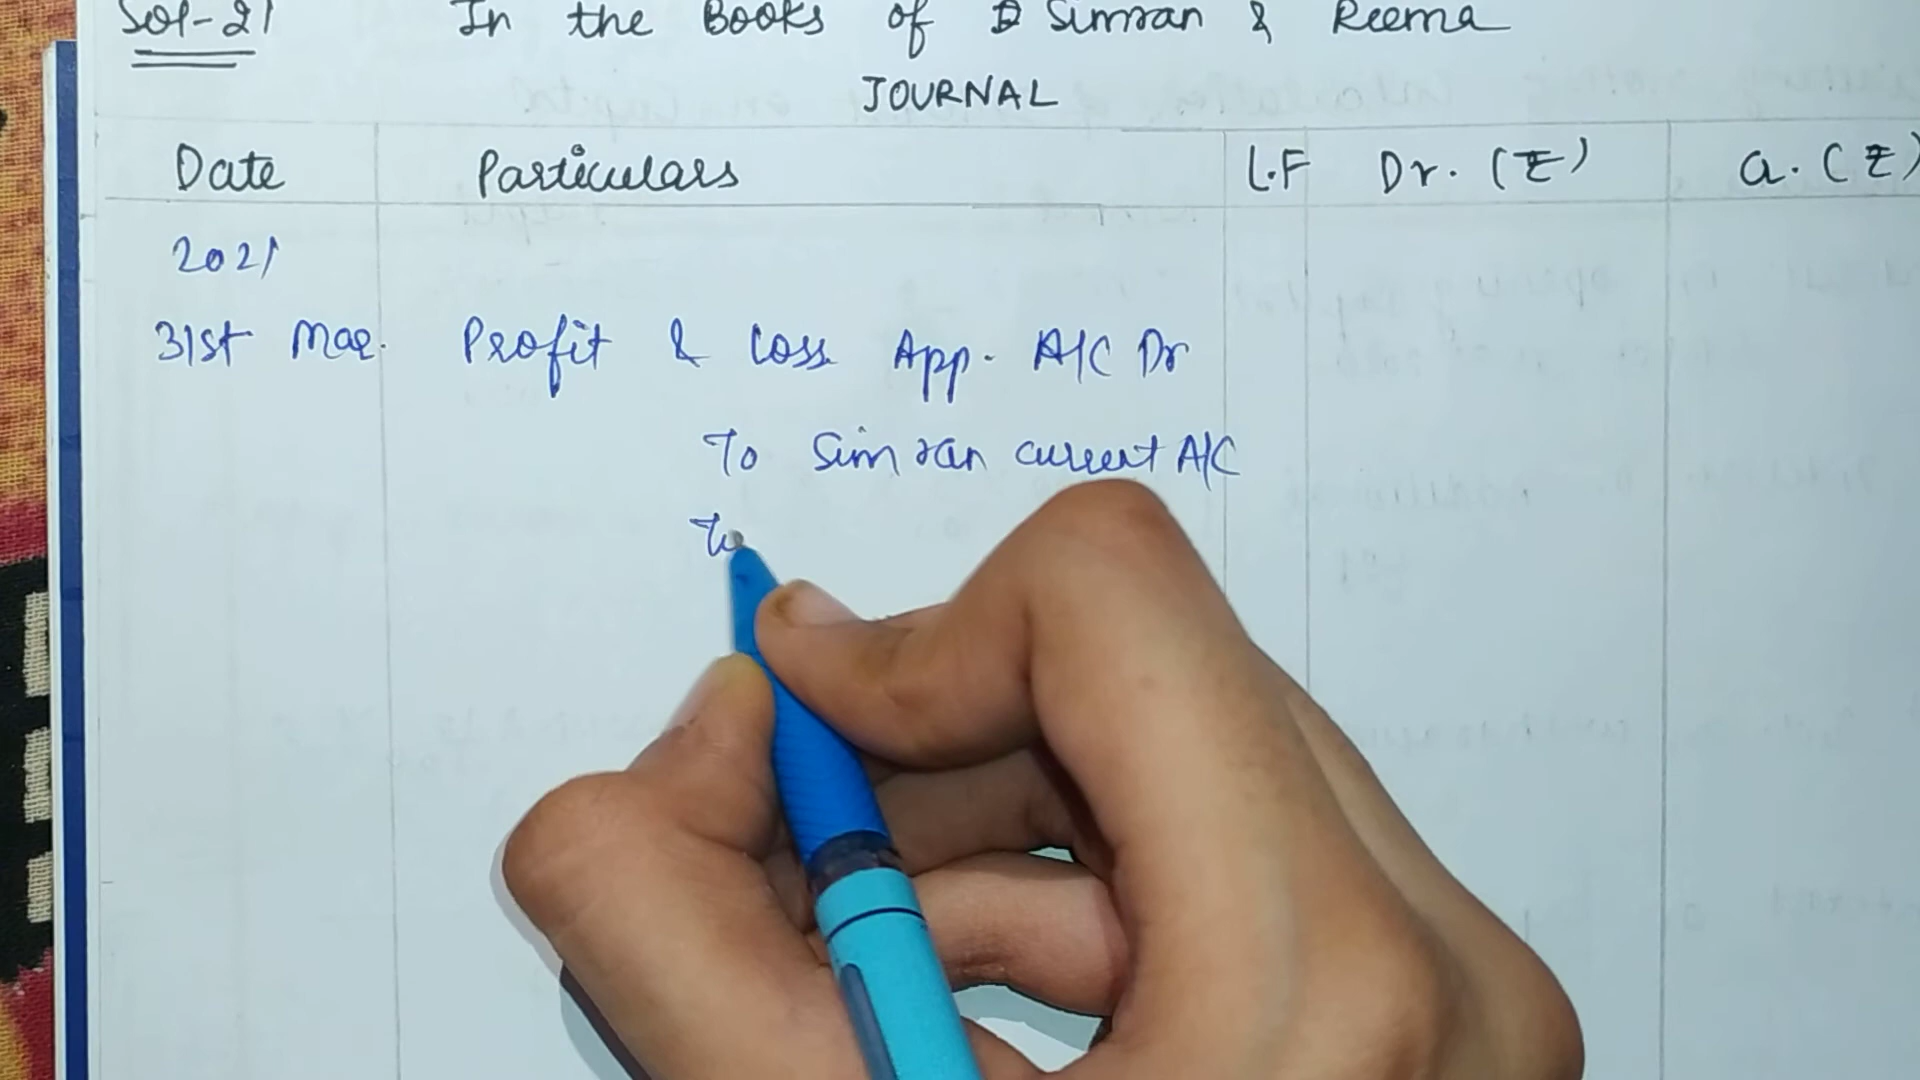 Sol-21 In the Books of Simran & Reema
JOURNAL
Date Particulars L.F Dr. (₹) Cr. (₹)
2021
31st Mar. Profit & Loss App. A/C Dr
To Simran current A/C
To